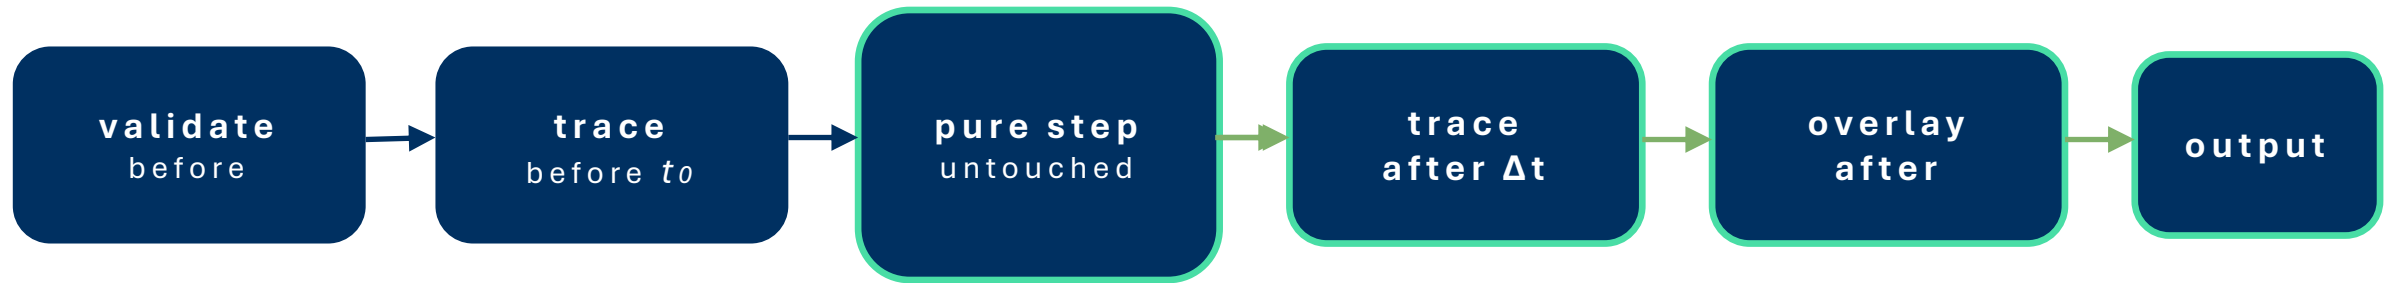 validate
before
trace
before t0
pure step
untouched
trace
after Δt
overlay
after
output